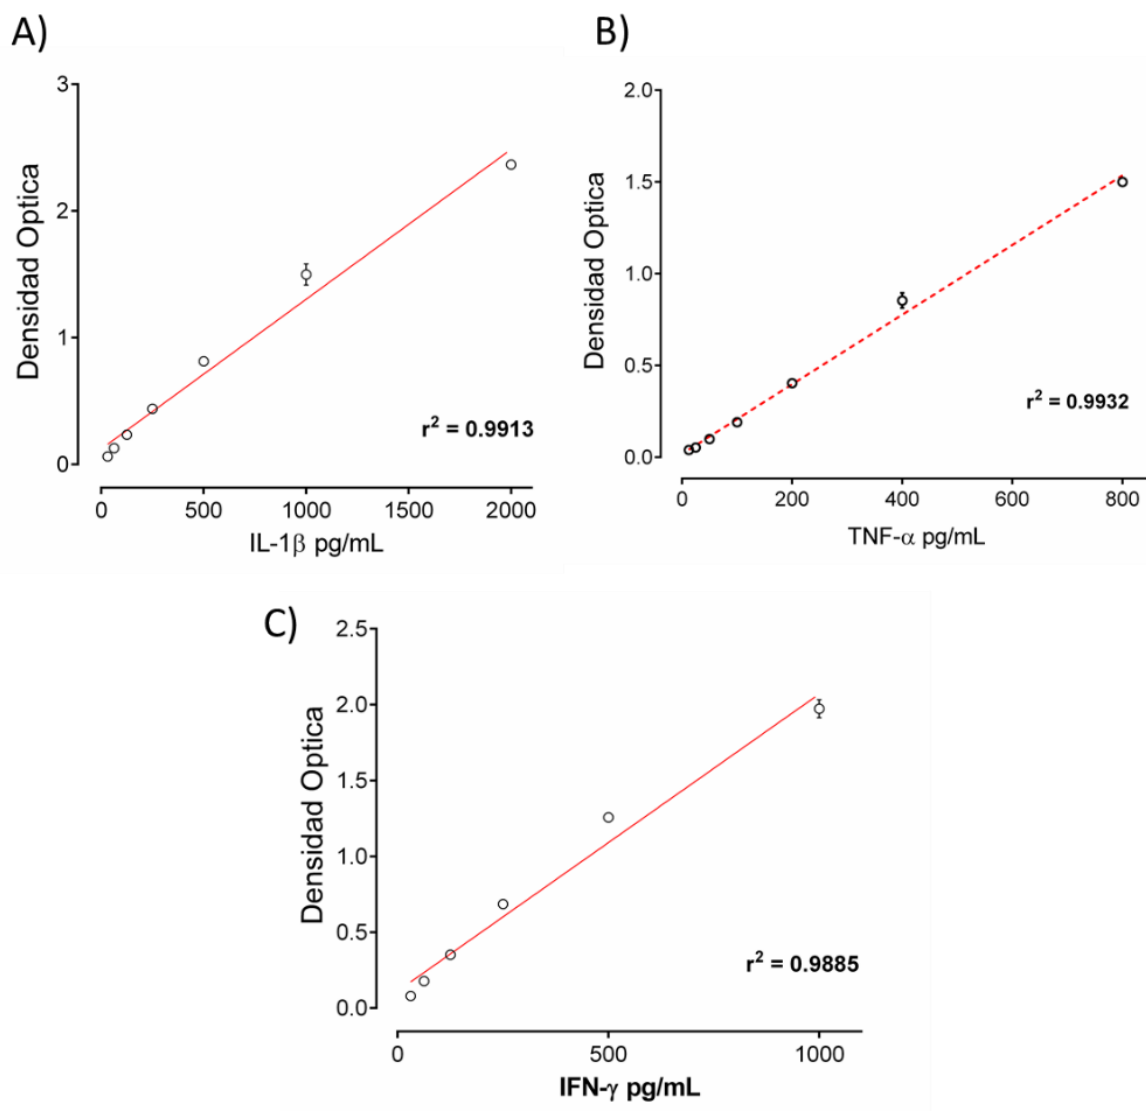 A)
3
2
1
0
Densidad Optica
r² = 0.9913
0 500 1000 1500 2000
IL-1β pg/mL
B)
2.0
1.5
1.0
0.5
0.0
Densidad Optica
r² = 0.9932
0 200 400 600 800
TNF-α pg/mL
C)
2.5
2.0
1.5
1.0
0.5
0.0
Densidad Optica
r² = 0.9885
0 500 1000
IFN-γ pg/mL